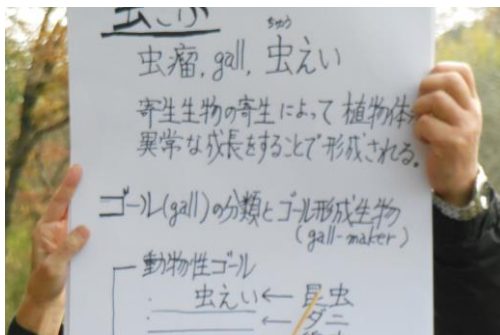 虫こぶ
虫瘤, gall, 虫えい
ちゅう
寄生生物の寄生によって植物体が
異常な成長をすることで形成される。
ゴール(gall)の分類とゴール形成生物
(gall-maker)
動物性ゴール
虫えい ← 昆虫
← ダニ